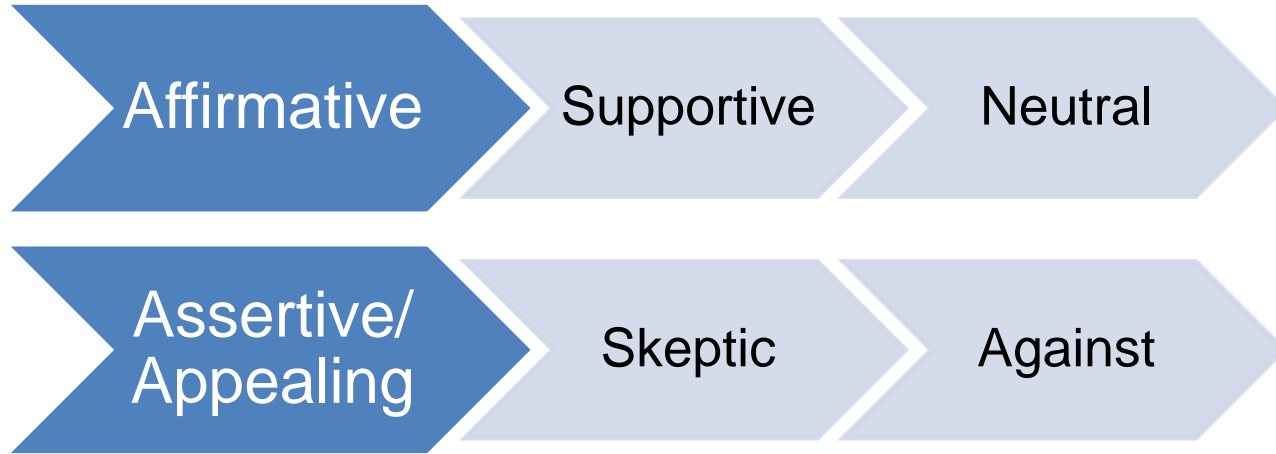 Affirmative
Supportive
Neutral
Assertive/
Appealing
Skeptic
Against